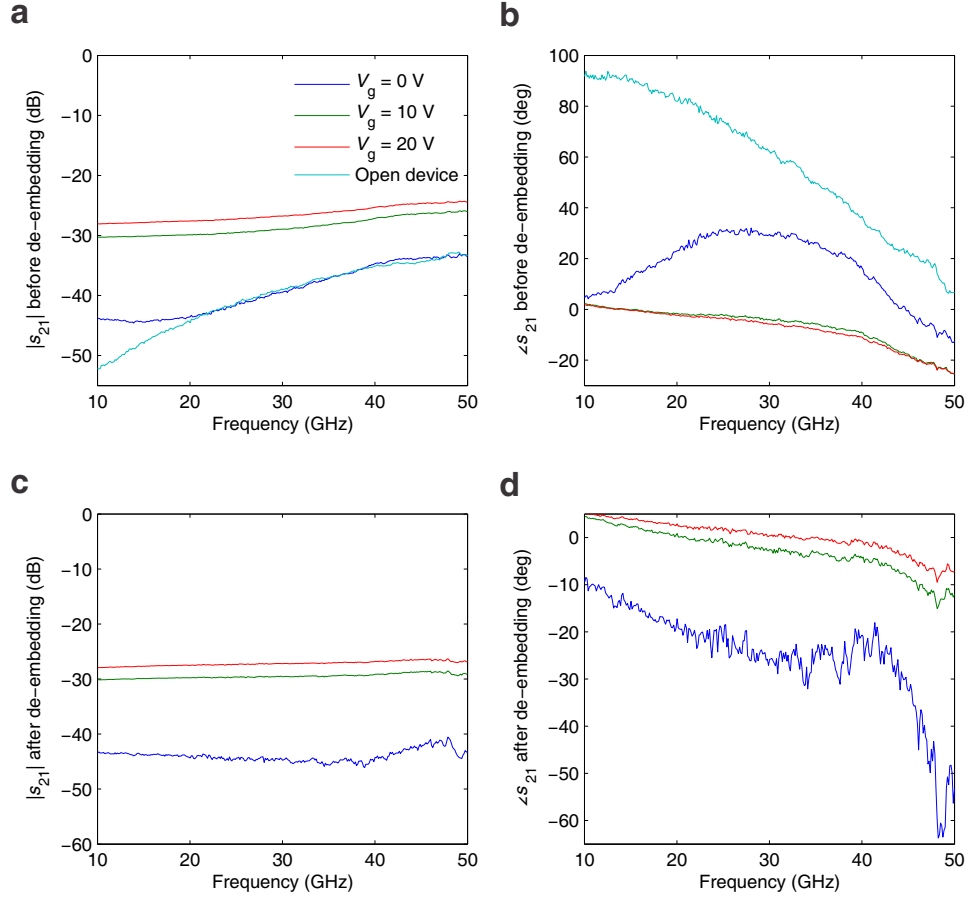 a
|s21| before de−embedding (dB)
0
−10
−20
−30
−40
−50
Vg = 0 V
Vg = 10 V
Vg = 20 V
Open device
10 20 30 40 50
Frequency (GHz)
b
∠s21 before de−embedding (deg)
100
80
60
40
20
0
−20
10 20 30 40 50
Frequency (GHz)
c
|s21| after de−embedding (dB)
0
−10
−20
−30
−40
−50
−60
10 20 30 40 50
Frequency (GHz)
d
∠s21 after de−embedding (deg)
0
−10
−20
−30
−40
−50
−60
10 20 30 40 50
Frequency (GHz)